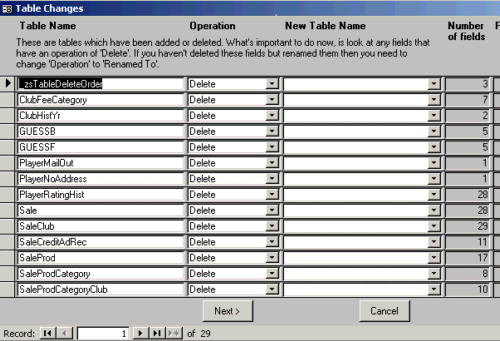 Table Changes
Table Name Operation New Table Name Number of fields F
These are tables which have been added or deleted. What's important to do now, is look at any fields that
have an operation of 'Delete'. If you haven't deleted these fields but renamed them then you need to
change 'Operation' to 'Renamed To'.
_zsTableDeleteOrder Delete 3
ClubFeeCategory Delete 7
ClubHistYr Delete 2
GUESSB Delete 5
GUESSF Delete 5
PlayerMailOut Delete 1
PlayerNoAddress Delete 1
PlayerRatingHist Delete 28
Sale Delete 28
SaleClub Delete 29
SaleCreditAdRec Delete 11
SaleProd Delete 17
SaleProdCategory Delete 8
SaleProdCategoryClub Delete 10
Next > Cancel
Record: 1 of 29